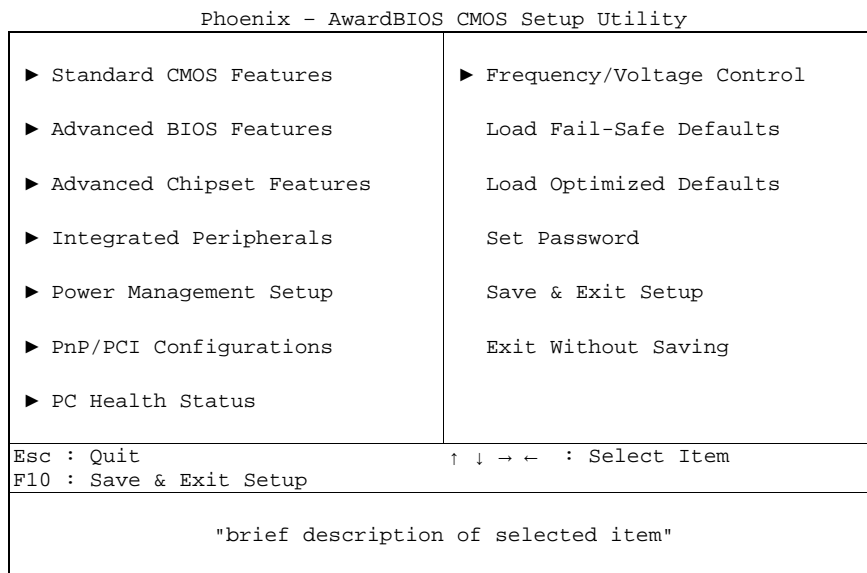 Phoenix – AwardBIOS CMOS Setup Utility
► Standard CMOS Features
► Advanced BIOS Features
► Advanced Chipset Features
► Integrated Peripherals
► Power Management Setup
► PnP/PCI Configurations
► PC Health Status
► Frequency/Voltage Control
Load Fail-Safe Defaults
Load Optimized Defaults
Set Password
Save & Exit Setup
Exit Without Saving
Esc : Quit
↑ ↓ → ← : Select Item
F10 : Save & Exit Setup
"brief description of selected item"